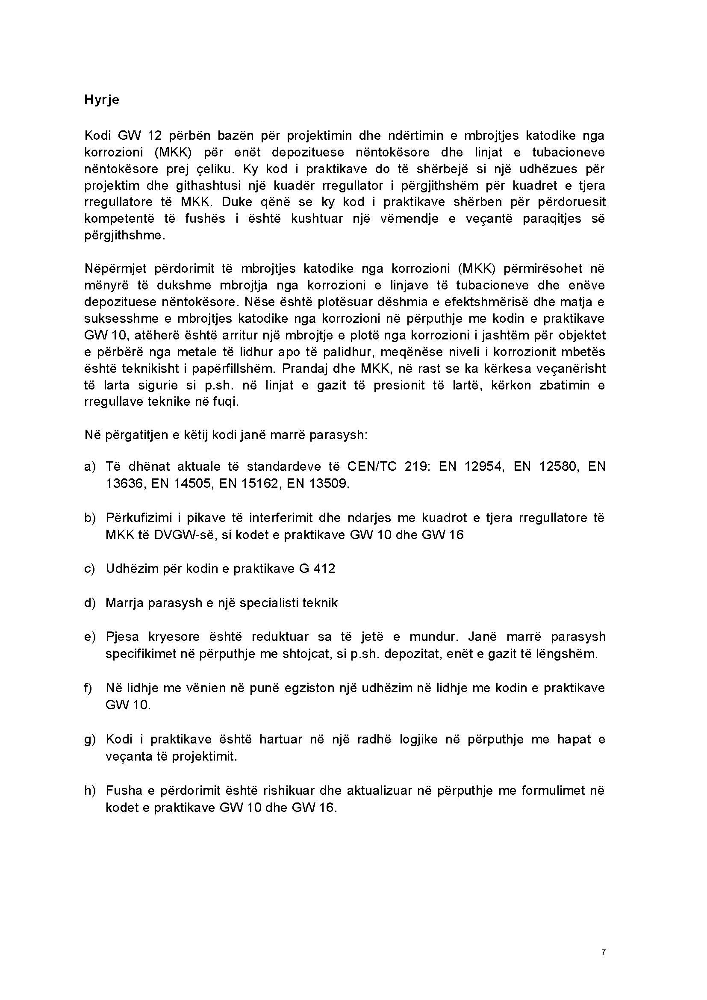 Hyrje
Kodi GW 12 përbën bazën për projektimin dhe ndërtimin e mbrojtjes katodike nga
korrozioni (MKK) për enët depozituese nëntokësore dhe linjat e tubacioneve
nëntokësore prej çeliku. Ky kod i praktikave do të shërbejë si një udhëzues për
projektim dhe githashtusi një kuadër rregullator i përgjithshëm për kuadret e tjera
rregullatore të MKK. Duke qënë se ky kod i praktikave shërben për përdoruesit
kompetentë të fushës i është kushtuar një vëmendje e veçantë paraqitjes së
përgjithshme.
Nëpërmjet përdorimit të mbrojtjes katodike nga korrozioni (MKK) përmirësohet në
mënyrë të dukshme mbrojtja nga korrozioni e linjave të tubacioneve dhe enëve
depozituese nëntokësore. Nëse është plotësuar dëshmia e efektshmërisë dhe matja e
suksesshme e mbrojtjes katodike nga korrozioni në përputhje me kodin e praktikave
GW 10, atëherë është arritur një mbrojtje e plotë nga korrozioni i jashtëm për objektet
e përbërë nga metale të lidhur apo të palidhur, meqënëse niveli i korrozionit mbetës
është teknikisht i papërfillshëm. Prandaj dhe MKK, në rast se ka kërkesa veçanërisht
të larta sigurie si p.sh. në linjat e gazit të presionit të lartë, kërkon zbatimin e
rregullave teknike në fuqi.
Në përgatitjen e këtij kodi janë marrë parasysh:
a) Të dhënat aktuale të standardeve të CEN/TC 219: EN 12954, EN 12580, EN
13636, EN 14505, EN 15162, EN 13509.
b) Përkufizimi i pikave të interferimit dhe ndarjes me kuadrot e tjera rregullatore të
MKK të DVGW-së, si kodet e praktikave GW 10 dhe GW 16
c) Udhëzim për kodin e praktikave G 412
d) Marrja parasysh e një specialisti teknik
e) Pjesa kryesore është reduktuar sa të jetë e mundur. Janë marrë parasysh
specifikimet në përputhje me shtojcat, si p.sh. depozitat, enët e gazit të lëngshëm.
f) Në lidhje me vënien në punë egziston një udhëzim në lidhje me kodin e praktikave
GW 10.
g) Kodi i praktikave është hartuar në një radhë logjike në përputhje me hapat e
veçanta të projektimit.
h) Fusha e përdorimit është rishikuar dhe aktualizuar në përputhje me formulimet në
kodet e praktikave GW 10 dhe GW 16.
7